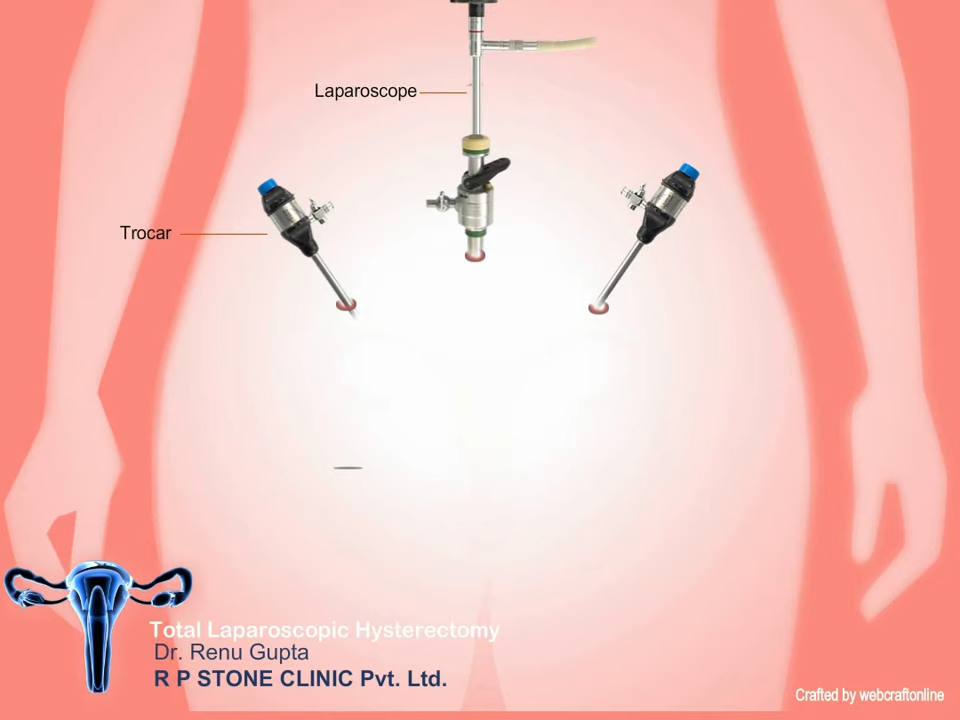 Laparoscope
Trocar
Total Laparoscopic Hysterectomy
Dr. Renu Gupta
R P STONE CLINIC Pvt. Ltd.
Crafted by webcraftonline